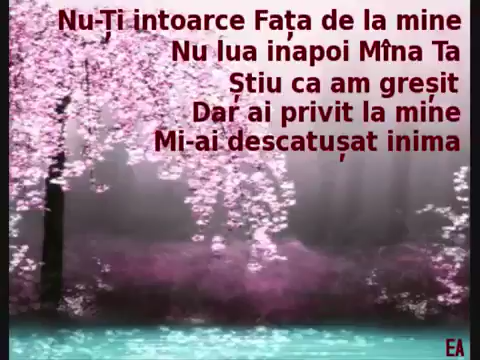 Nu-Ți intoarce Fața de la mine
Nu lua inapoi Mîna Ta
Știu ca am greșit
Dar ai privit la mine
Mi-ai descatușat inima
EA